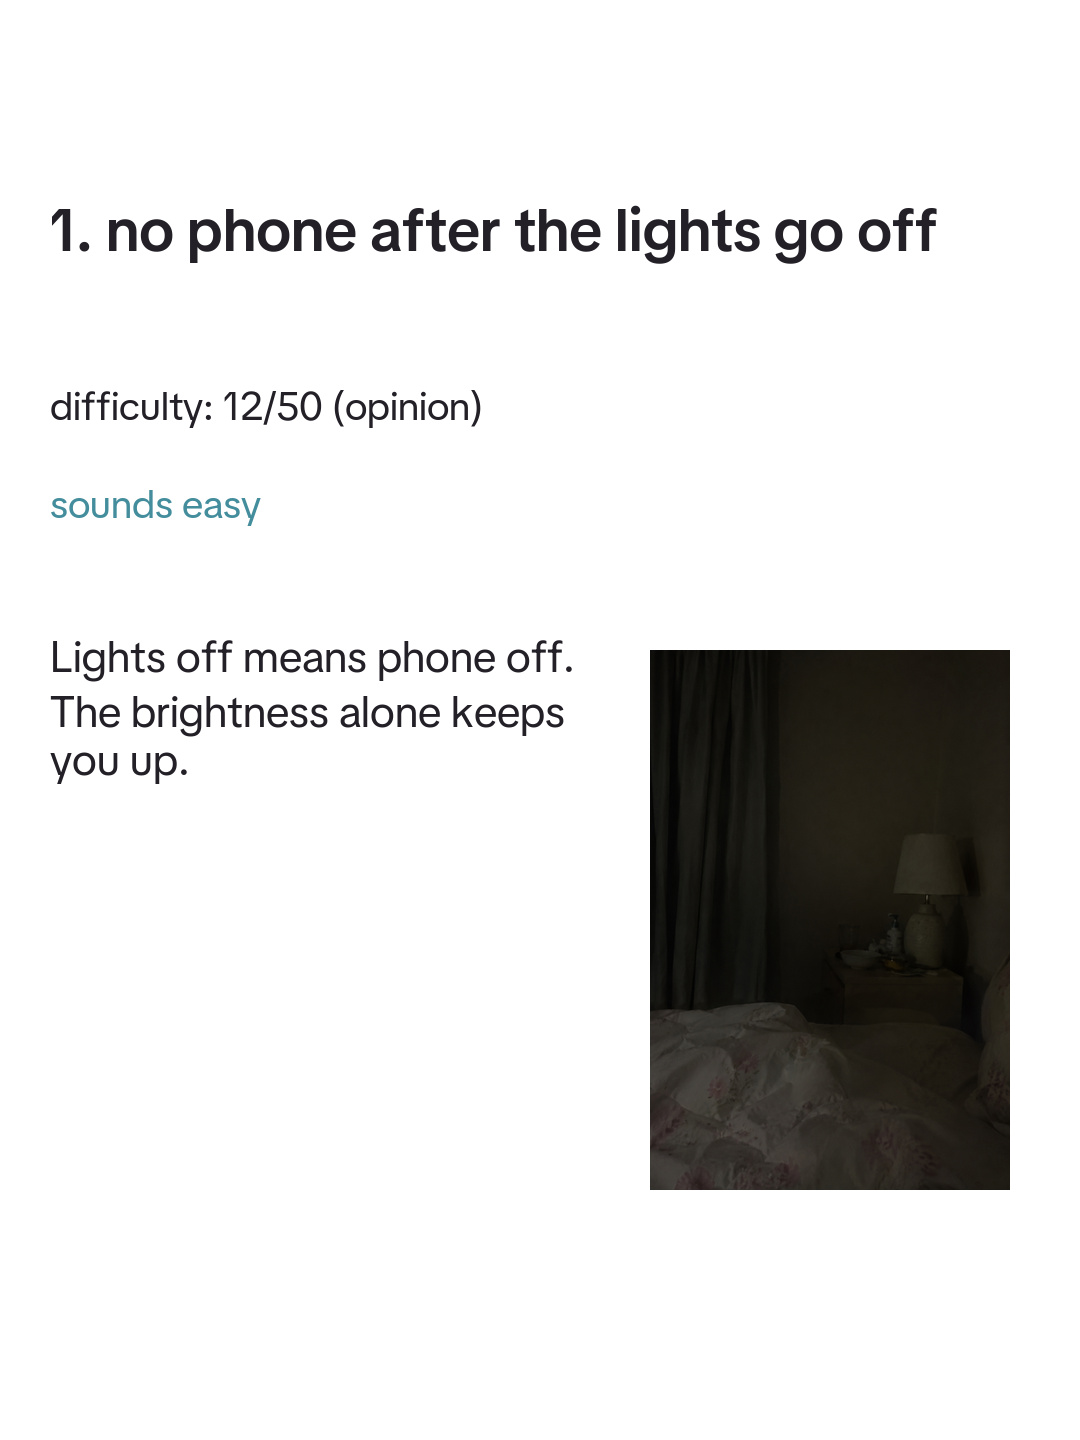 1. no phone after the lights go off
difficulty: 12/50 (opinion)
sounds easy
Lights off means phone off.
The brightness alone keeps
you up.